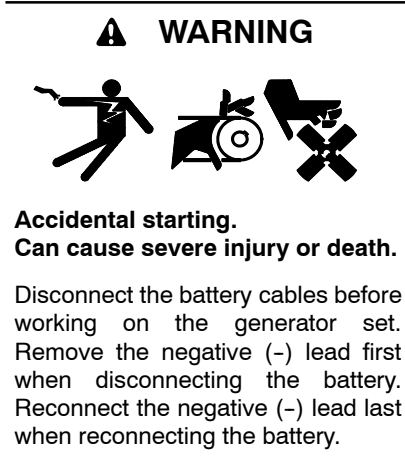 WARNING
Accidental starting.
Can cause severe injury or death.
Disconnect the battery cables before
working on the generator set.
Remove the negative (–) lead first
when disconnecting the battery.
Reconnect the negative (–) lead last
when reconnecting the battery.